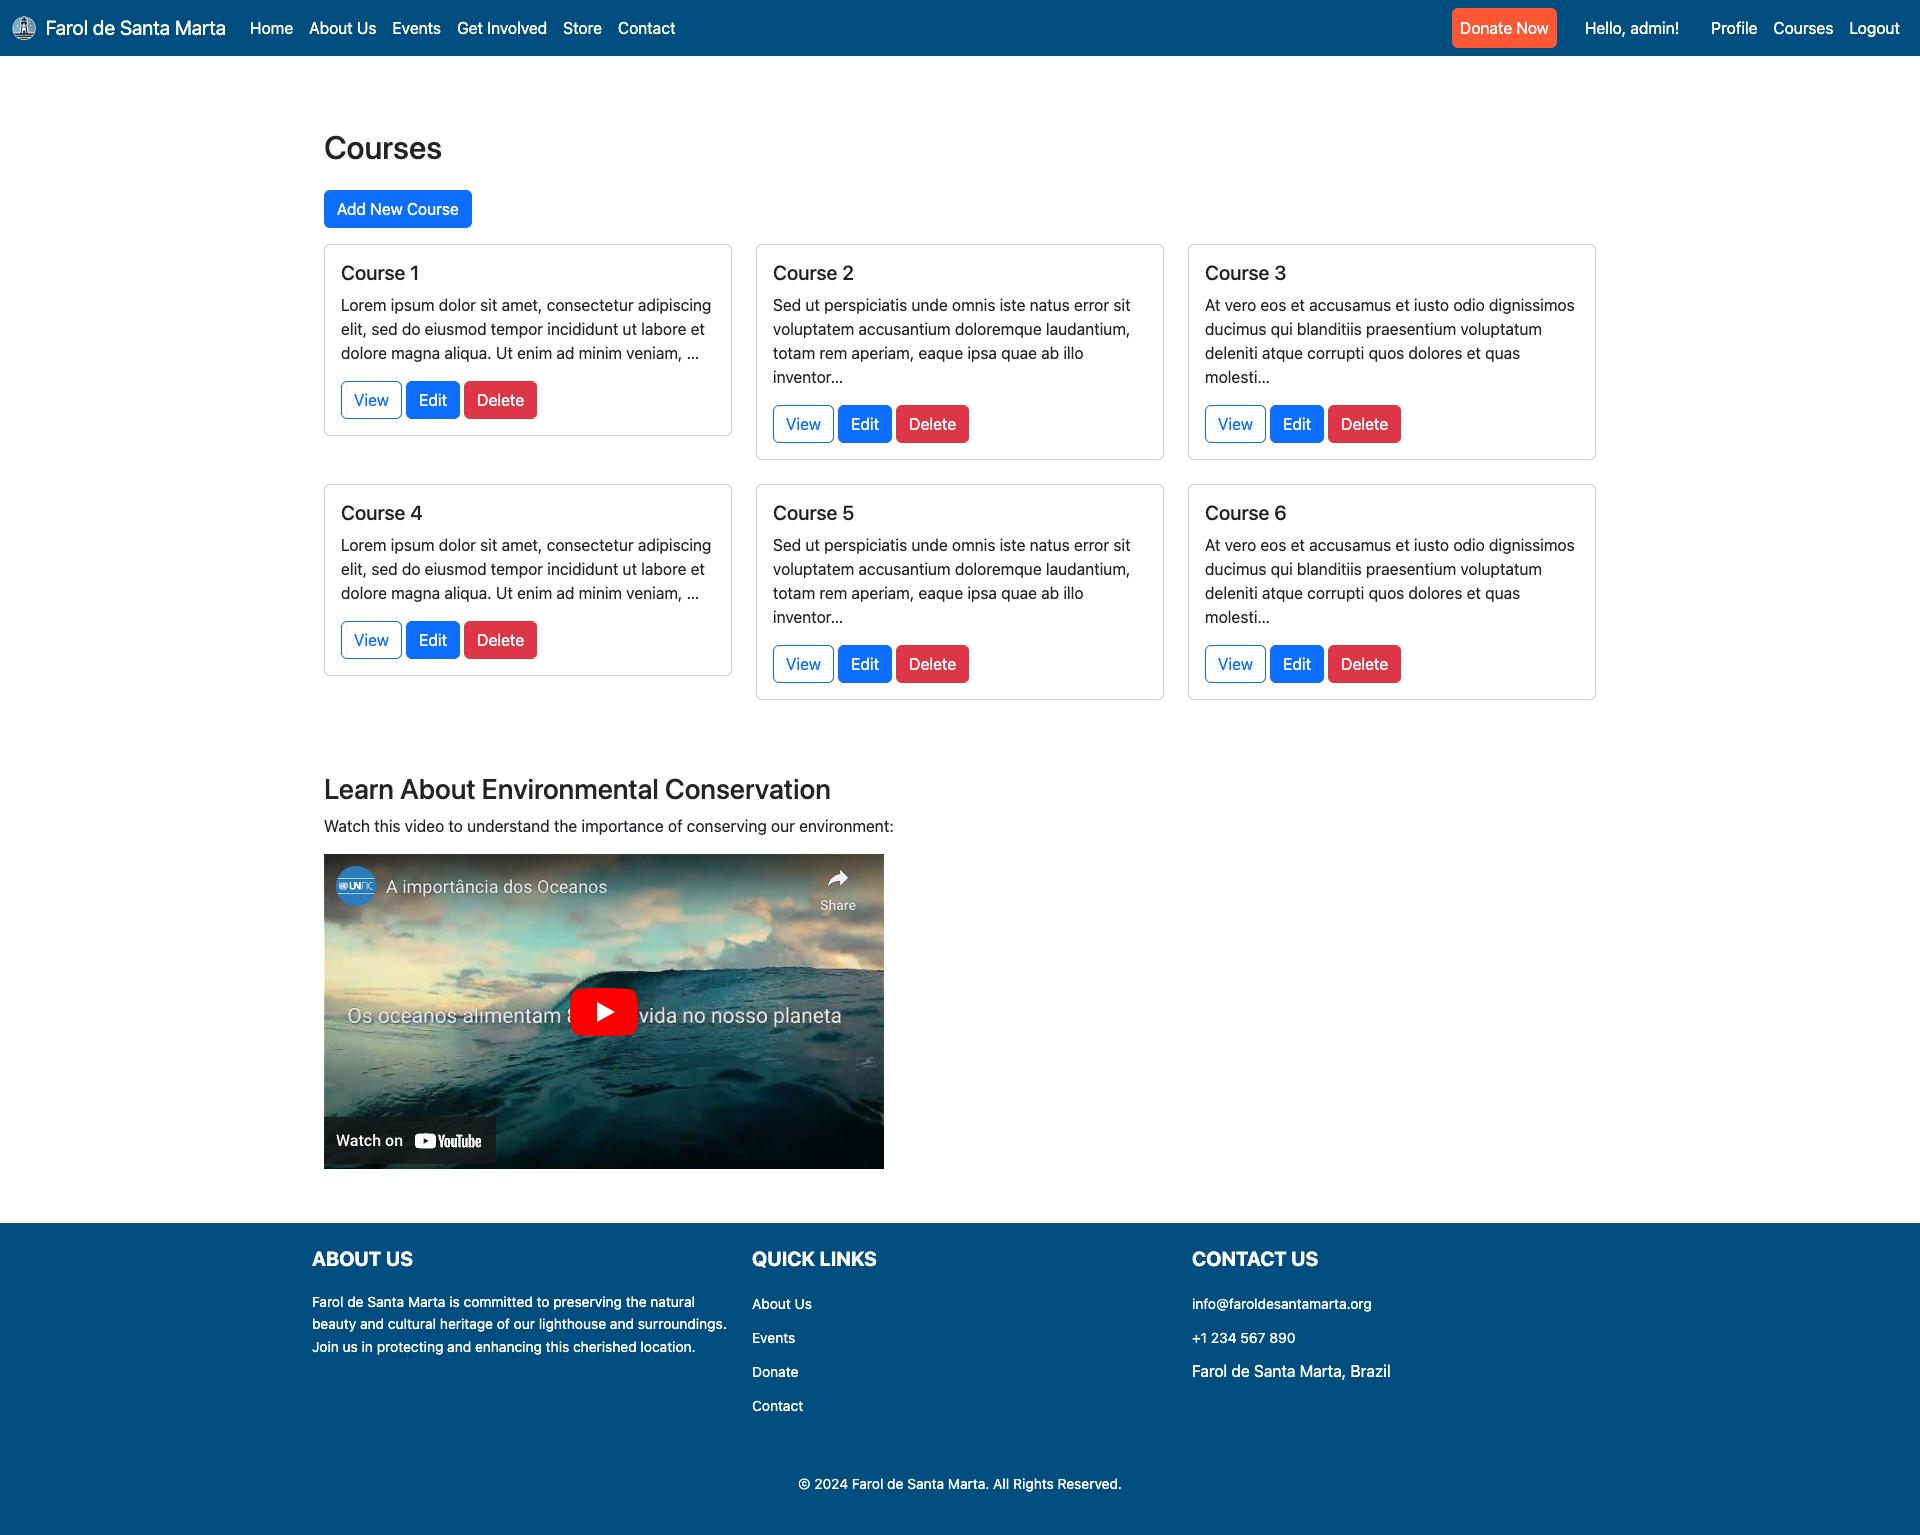 Farol de Santa Marta Home About Us Events Get Involved Store Contact Donate Now Hello, admin! Profile Courses Logout
Courses
Add New Course
Course 1
Lorem ipsum dolor sit amet, consectetur adipiscing
elit, sed do eiusmod tempor incididunt ut labore et
dolore magna aliqua. Ut enim ad minim veniam, ...
View Edit Delete
Course 2
Sed ut perspiciatis unde omnis iste natus error sit
voluptatem accusantium doloremque laudantium,
totam rem aperiam, eaque ipsa quae ab illo
inventor...
View Edit Delete
Course 3
At vero eos et accusamus et iusto odio dignissimos
ducimus qui blanditiis praesentium voluptatum
deleniti atque corrupti quos dolores et quas
molesti...
View Edit Delete
Course 4
Lorem ipsum dolor sit amet, consectetur adipiscing
elit, sed do eiusmod tempor incididunt ut labore et
dolore magna aliqua. Ut enim ad minim veniam, ...
View Edit Delete
Course 5
Sed ut perspiciatis unde omnis iste natus error sit
voluptatem accusantium doloremque laudantium,
totam rem aperiam, eaque ipsa quae ab illo
inventor...
View Edit Delete
Course 6
At vero eos et accusamus et iusto odio dignissimos
ducimus qui blanditiis praesentium voluptatum
deleniti atque corrupti quos dolores et quas
molesti...
View Edit Delete
Learn About Environmental Conservation
Watch this video to understand the importance of conserving our environment:
UNRIC A importância dos Oceanos
Share
Os oceanos alimentam vida no nosso planeta
Watch on YouTube
ABOUT US
Farol de Santa Marta is committed to preserving the natural
beauty and cultural heritage of our lighthouse and surroundings.
Join us in protecting and enhancing this cherished location.
QUICK LINKS
About Us
Events
Donate
Contact
CONTACT US
info@faroldesantamarta.org
+1 234 567 890
Farol de Santa Marta, Brazil
© 2024 Farol de Santa Marta. All Rights Reserved.